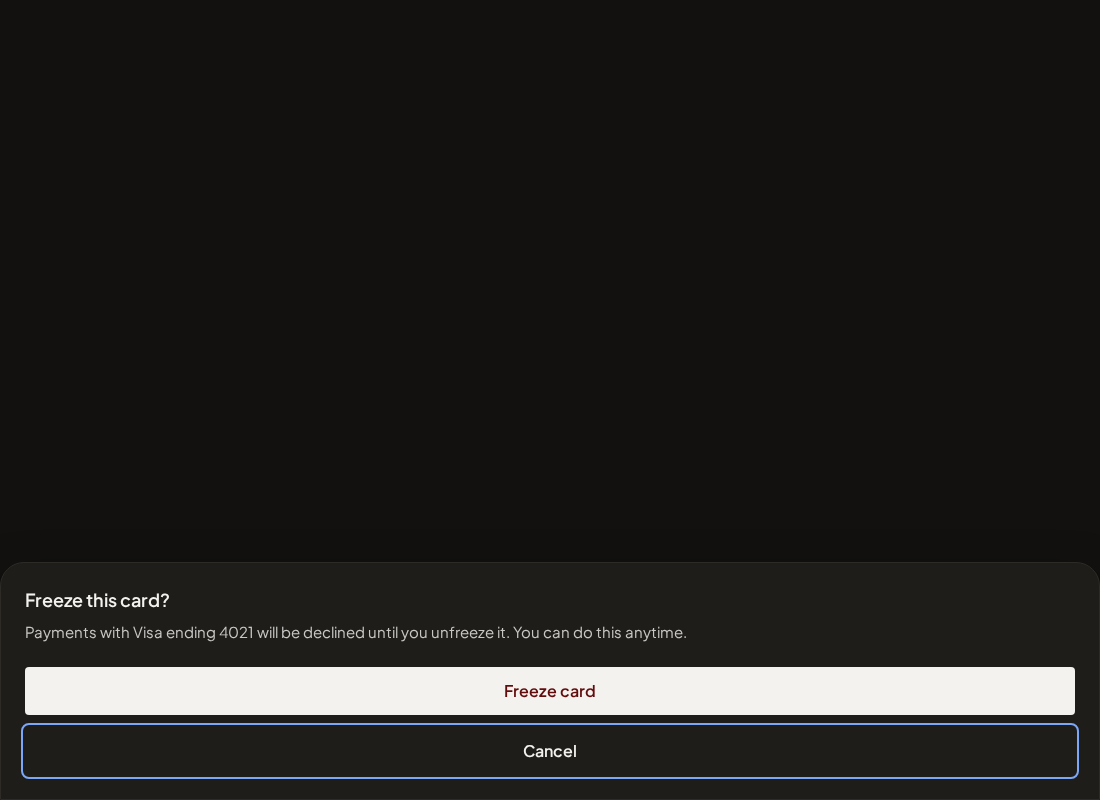 Freeze this card?
Payments with Visa ending 4021 will be declined until you unfreeze it. You can do this anytime.
Freeze card
Cancel